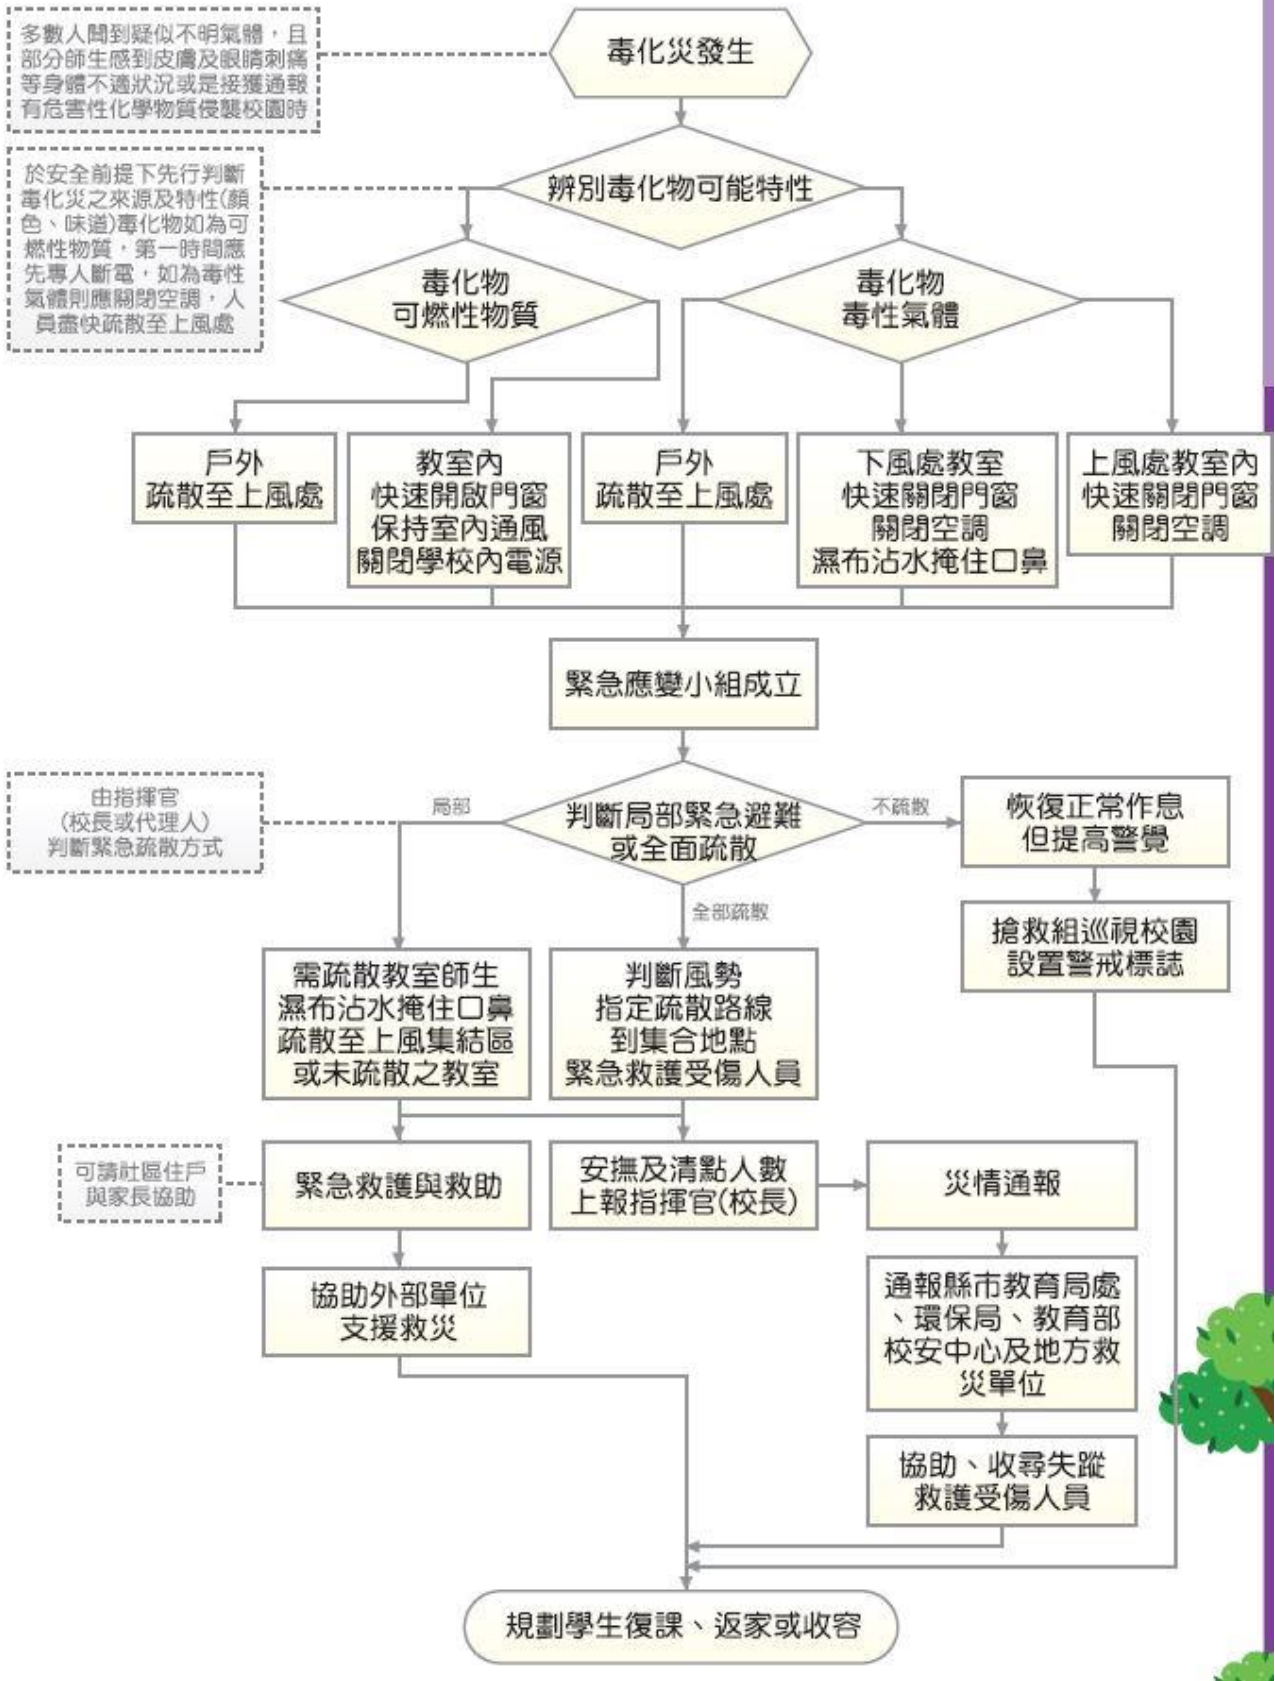 多數人聞到疑似不明氣體，且
部分師生感到皮膚及眼睛刺痛
等身體不適狀況或是接獲通報
有危害性化學物質侵襲校園時
毒化災發生
於安全前提下先行判斷
毒化災之來源及特性(顏
色、味道)毒化物如為可
燃性物質，第一時間應
先專人斷電，如為毒性
氣體則應關閉空調，人
員盡快疏散至上風處
辨別毒化物可能特性
毒化物
可燃性物質
毒化物
毒性氣體
戶外
疏散至上風處
教室內
快速開啟門窗
保持室內通風
關閉學校內電源
戶外
疏散至上風處
下風處教室
快速關閉門窗
關閉空調
濕布沾水掩住口鼻
上風處教室內
快速關閉門窗
關閉空調
緊急應變小組成立
由指揮官
(校長或代理人)
判斷緊急疏散方式
局部
判斷局部緊急避難
或全面疏散
不疏散
恢復正常作息
但提高警覺
全部疏散
搶救組巡視校園
設置警戒標誌
需疏散教室師生
濕布沾水掩住口鼻
疏散至上風集結區
或未疏散之教室
判斷風勢
指定疏散路線
到集合地點
緊急救護受傷人員
可請社區住戶
與家長協助
緊急救護與救助
安撫及清點人數
上報指揮官(校長)
災情通報
協助外部單位
支援救災
通報縣市教育局處
、環保局、教育部
校安中心及地方救
災單位
協助、收尋失蹤
救護受傷人員
規劃學生復課、返家或收容